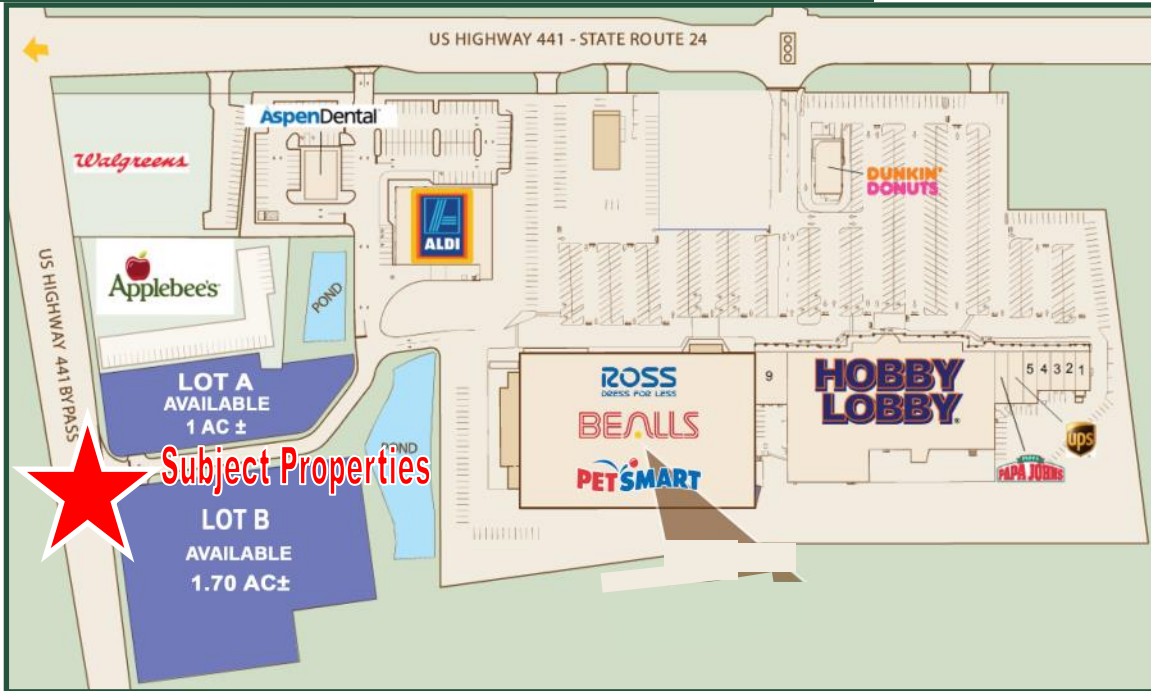 US HIGHWAY 441 - STATE ROUTE 24
AspenDental
Walgreens
DUNKIN'
DONUTS
ALDI
Applebee's
POND
US HIGHWAY 441 BYPASS
LOT A
AVAILABLE
1 AC ±
ROSS
DRESS FOR LESS
BEALLS
PETSMART
9
HOBBY
LOBBY
5 4 3 2 1
ups
PAPA JOHNS
POND
Subject Properties
LOT B
AVAILABLE
1.70 AC±